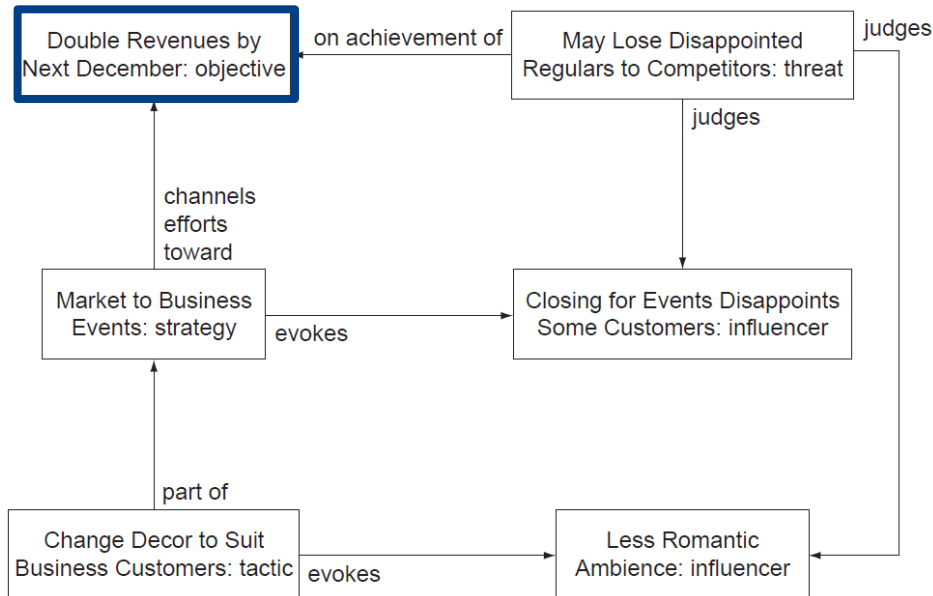 Double Revenues by
Next December: objective
on achievement of
May Lose Disappointed
Regulars to Competitors: threat
judges
judges
channels
efforts
toward
Market to Business
Events: strategy
evokes
Closing for Events Disappoints
Some Customers: influencer
part of
Change Decor to Suit
Business Customers: tactic
evokes
Less Romantic
Ambience: influencer